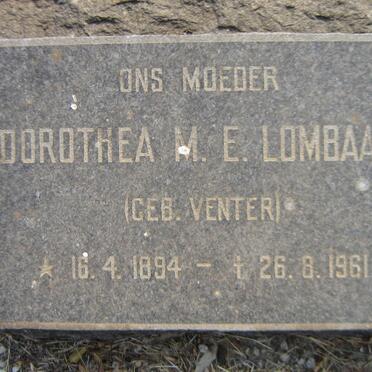 ONS MOEDER
DOROTHEA M. E. LOMBAA
(GEB. VENTER)
★ 16.4.1894 — † 26.8.1961